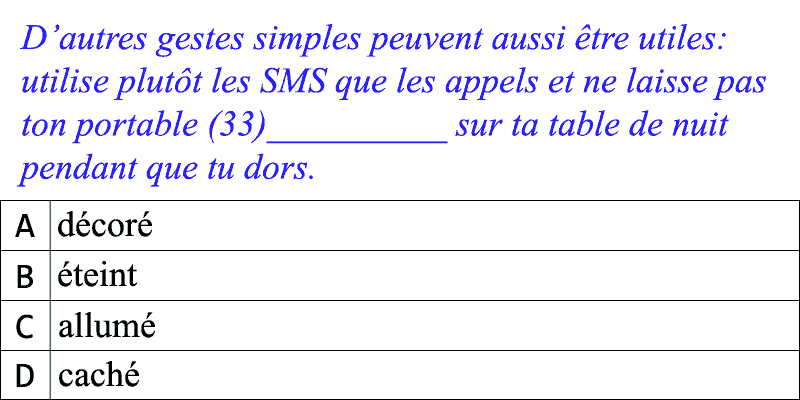 D’autres gestes simples peuvent aussi être utiles:
utilise plutôt les SMS que les appels et ne laisse pas
ton portable (33)__________ sur ta table de nuit
pendant que tu dors.
A décoré
B éteint
C allumé
D caché